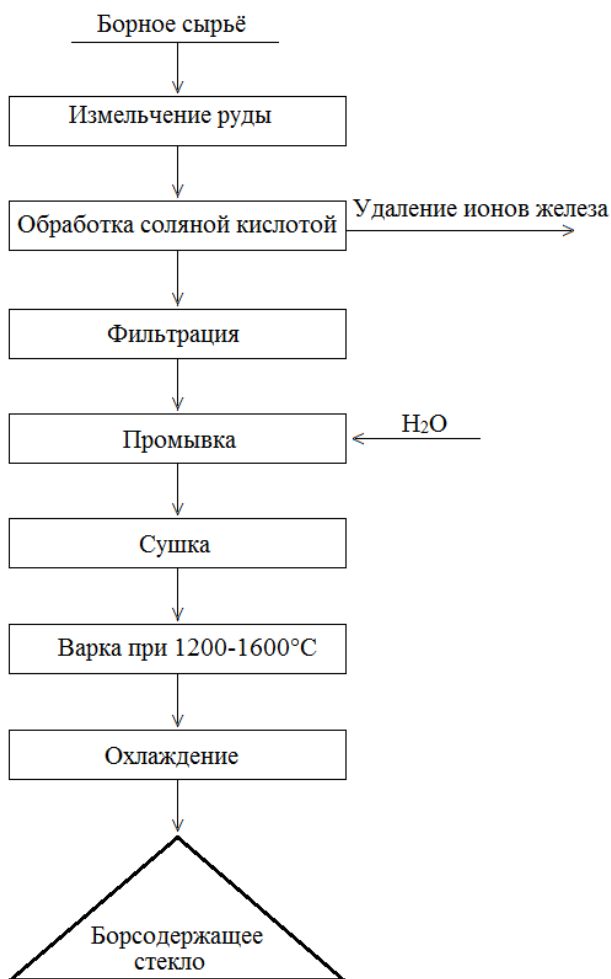 Борное сырьё
Измельчение руды
Обработка соляной кислотой
Удаление ионов железа
Фильтрация
Промывка
H₂O
Сушка
Варка при 1200-1600°C
Охлаждение
Борсодержащее
стекло